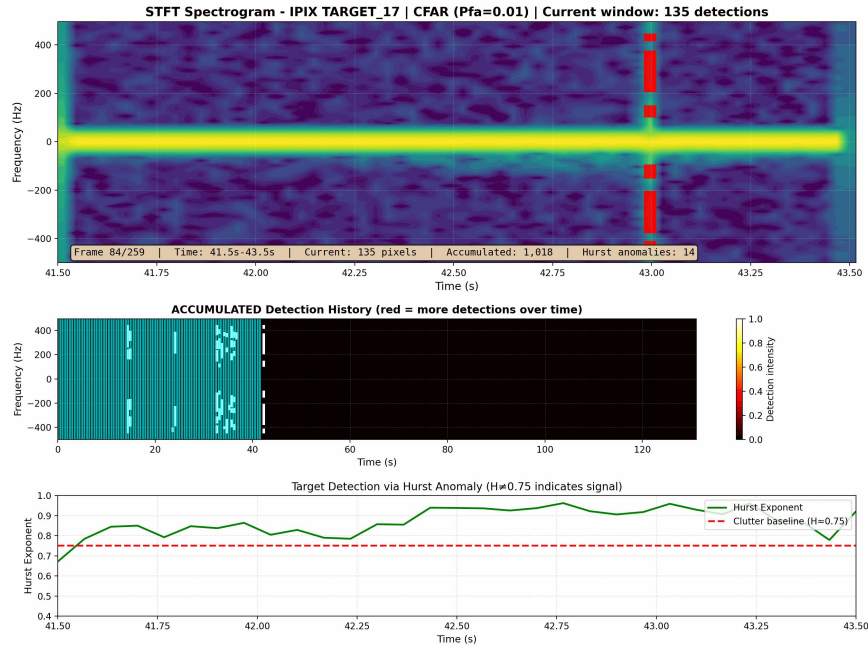 STFT Spectrogram - IPIX TARGET_17 | CFAR (Pfa=0.01) | Current window: 135 detections
400
200
0
−200
−400
Frequency (Hz)
Frame 84/259 | Time: 41.5s-43.5s | Current: 135 pixels | Accumulated: 1,018 | Hurst anomalies: 14
41.50 41.75 42.00 42.25 42.50 42.75 43.00 43.25 43.50
Time (s)
ACCUMULATED Detection History (red = more detections over time)
400
200
0
−200
−400
Frequency (Hz)
0 20 40 60 80 100 120
Time (s)
1.0
0.8
0.6
0.4
0.2
0.0
Detection intensity
Target Detection via Hurst Anomaly (H≠0.75 indicates signal)
1.0
0.9
0.8
0.7
0.6
0.5
0.4
Hurst Exponent
Hurst Exponent
Clutter baseline (H≈0.75)
41.50 41.75 42.00 42.25 42.50 42.75 43.00 43.25 43.50
Time (s)